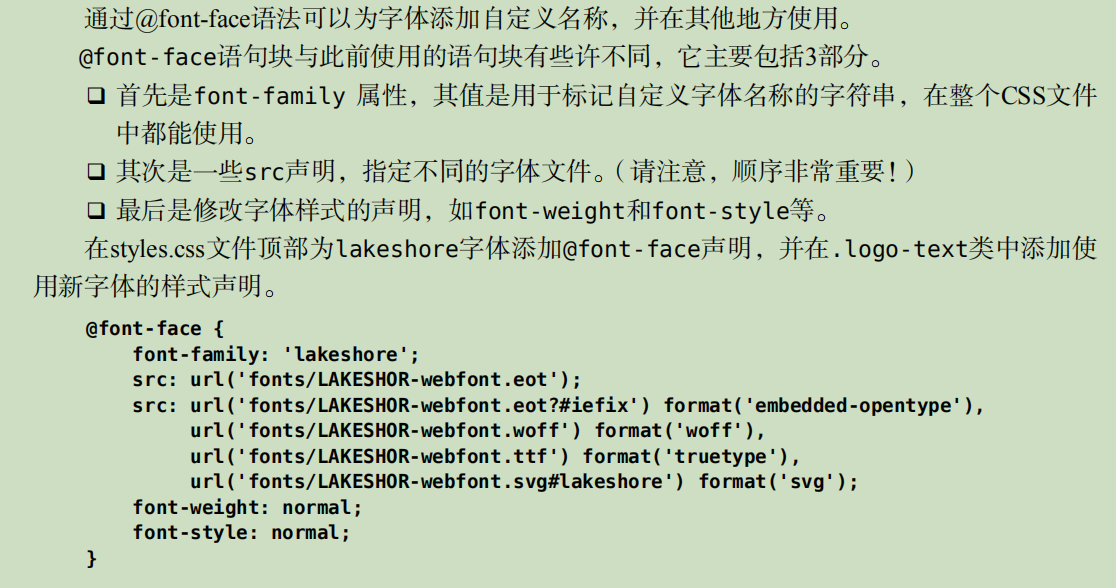 通过@font-face语法可以为字体添加自定义名称，并在其他地方使用。
@font-face语句块与此前使用的语句块有些许不同，它主要包括3部分。
❑ 首先是font-family 属性，其值是用于标记自定义字体名称的字符串，在整个CSS文件
中都能使用。
❑ 其次是一些src声明，指定不同的字体文件。（请注意，顺序非常重要！）
❑ 最后是修改字体样式的声明，如font-weight和font-style等。
在styles.css文件顶部为lakeshore字体添加@font-face声明，并在.logo-text类中添加使
用新字体的样式声明。
@font-face {
    font-family: 'lakeshore';
    src: url('fonts/LAKESHOR-webfont.eot');
    src: url('fonts/LAKESHOR-webfont.eot?#iefix') format('embedded-opentype'),
         url('fonts/LAKESHOR-webfont.woff') format('woff'),
         url('fonts/LAKESHOR-webfont.ttf') format('truetype'),
         url('fonts/LAKESHOR-webfont.svg#lakeshore') format('svg');
    font-weight: normal;
    font-style: normal;
}